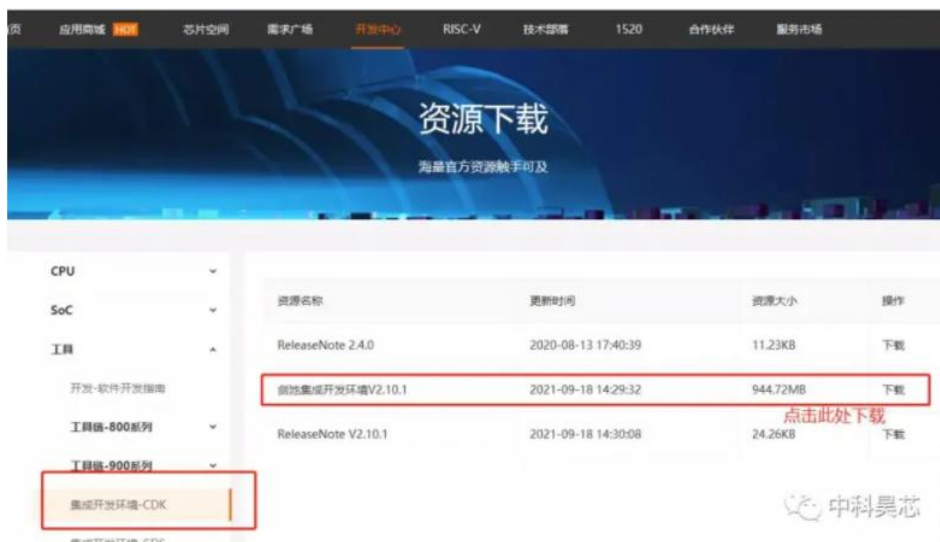 页 应用商城 HOT 芯片空间 需求广场 开发中心 RISC-V 技术部落 1520 合作伙伴 服务市场
资源下载
海量官方资源触手可及
CPU
SoC
工具
开发-软件开发指南
工具链-800系列
工具链-900系列
集成开发环境-CDK
集成开发环境-CDS
资源名称 更新时间 资源大小 操作
ReleaseNote 2.4.0 2020-08-13 17:40:39 11.23KB 下载
剑池集成开发环境V2.10.1 2021-09-18 14:29:32 944.72MB 下载
点击此处下载
ReleaseNote V2.10.1 2021-09-18 14:30:08 24.26KB 下载
中科昊芯